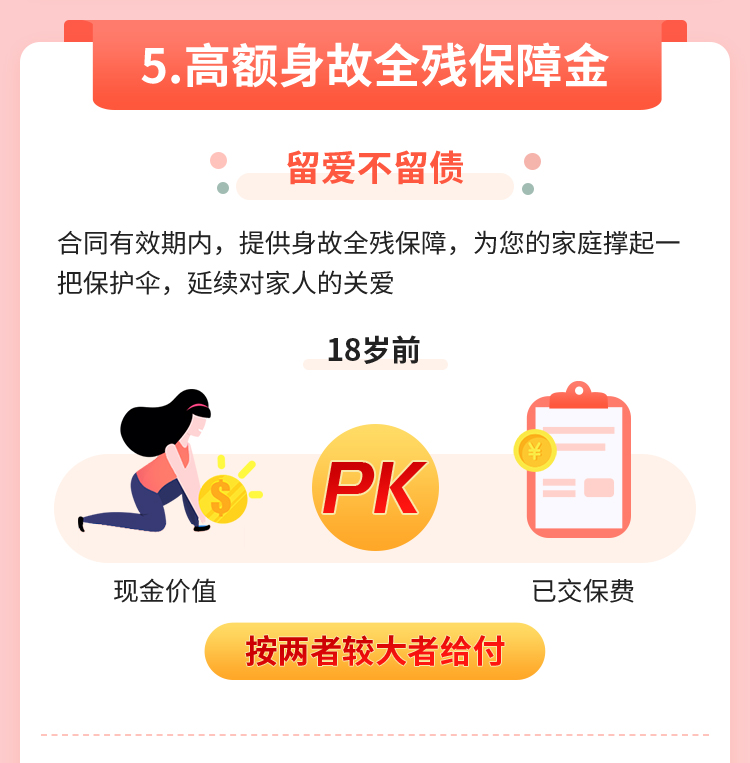 5.高额身故全残保障金
留爱不留债
合同有效期内，提供身故全残保障，为您的家庭撑起一
把保护伞，延续对家人的关爱
18岁前
$
PK
¥
现金价值
已交保费
按两者较大者给付